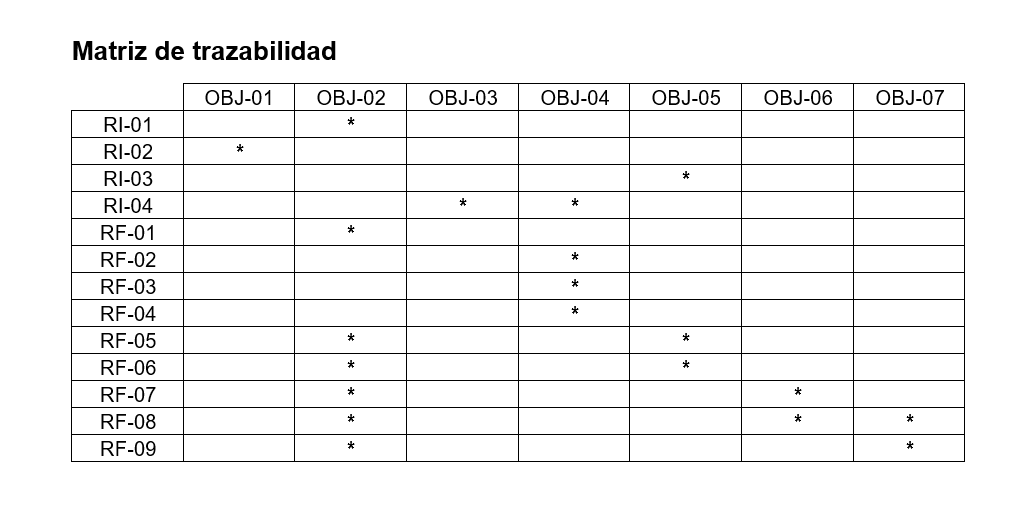 Matriz de trazabilidad
OBJ-01 OBJ-02 OBJ-03 OBJ-04 OBJ-05 OBJ-06 OBJ-07
RI-01 *
RI-02 *
RI-03 *
RI-04 * *
RF-01 *
RF-02 *
RF-03 *
RF-04 *
RF-05 * *
RF-06 * *
RF-07 * *
RF-08 * * *
RF-09 * *